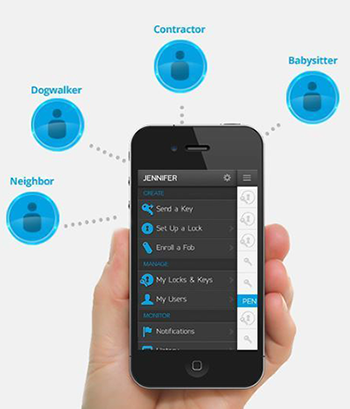 Contractor
Dogwalker
Babysitter
Neighbor
JENNIFER
CREATE
Send a Key
Set Up a Lock
Enroll a Fob
MANAGE
My Locks & Keys
My Users
PEN
MONITOR
Notifications
History